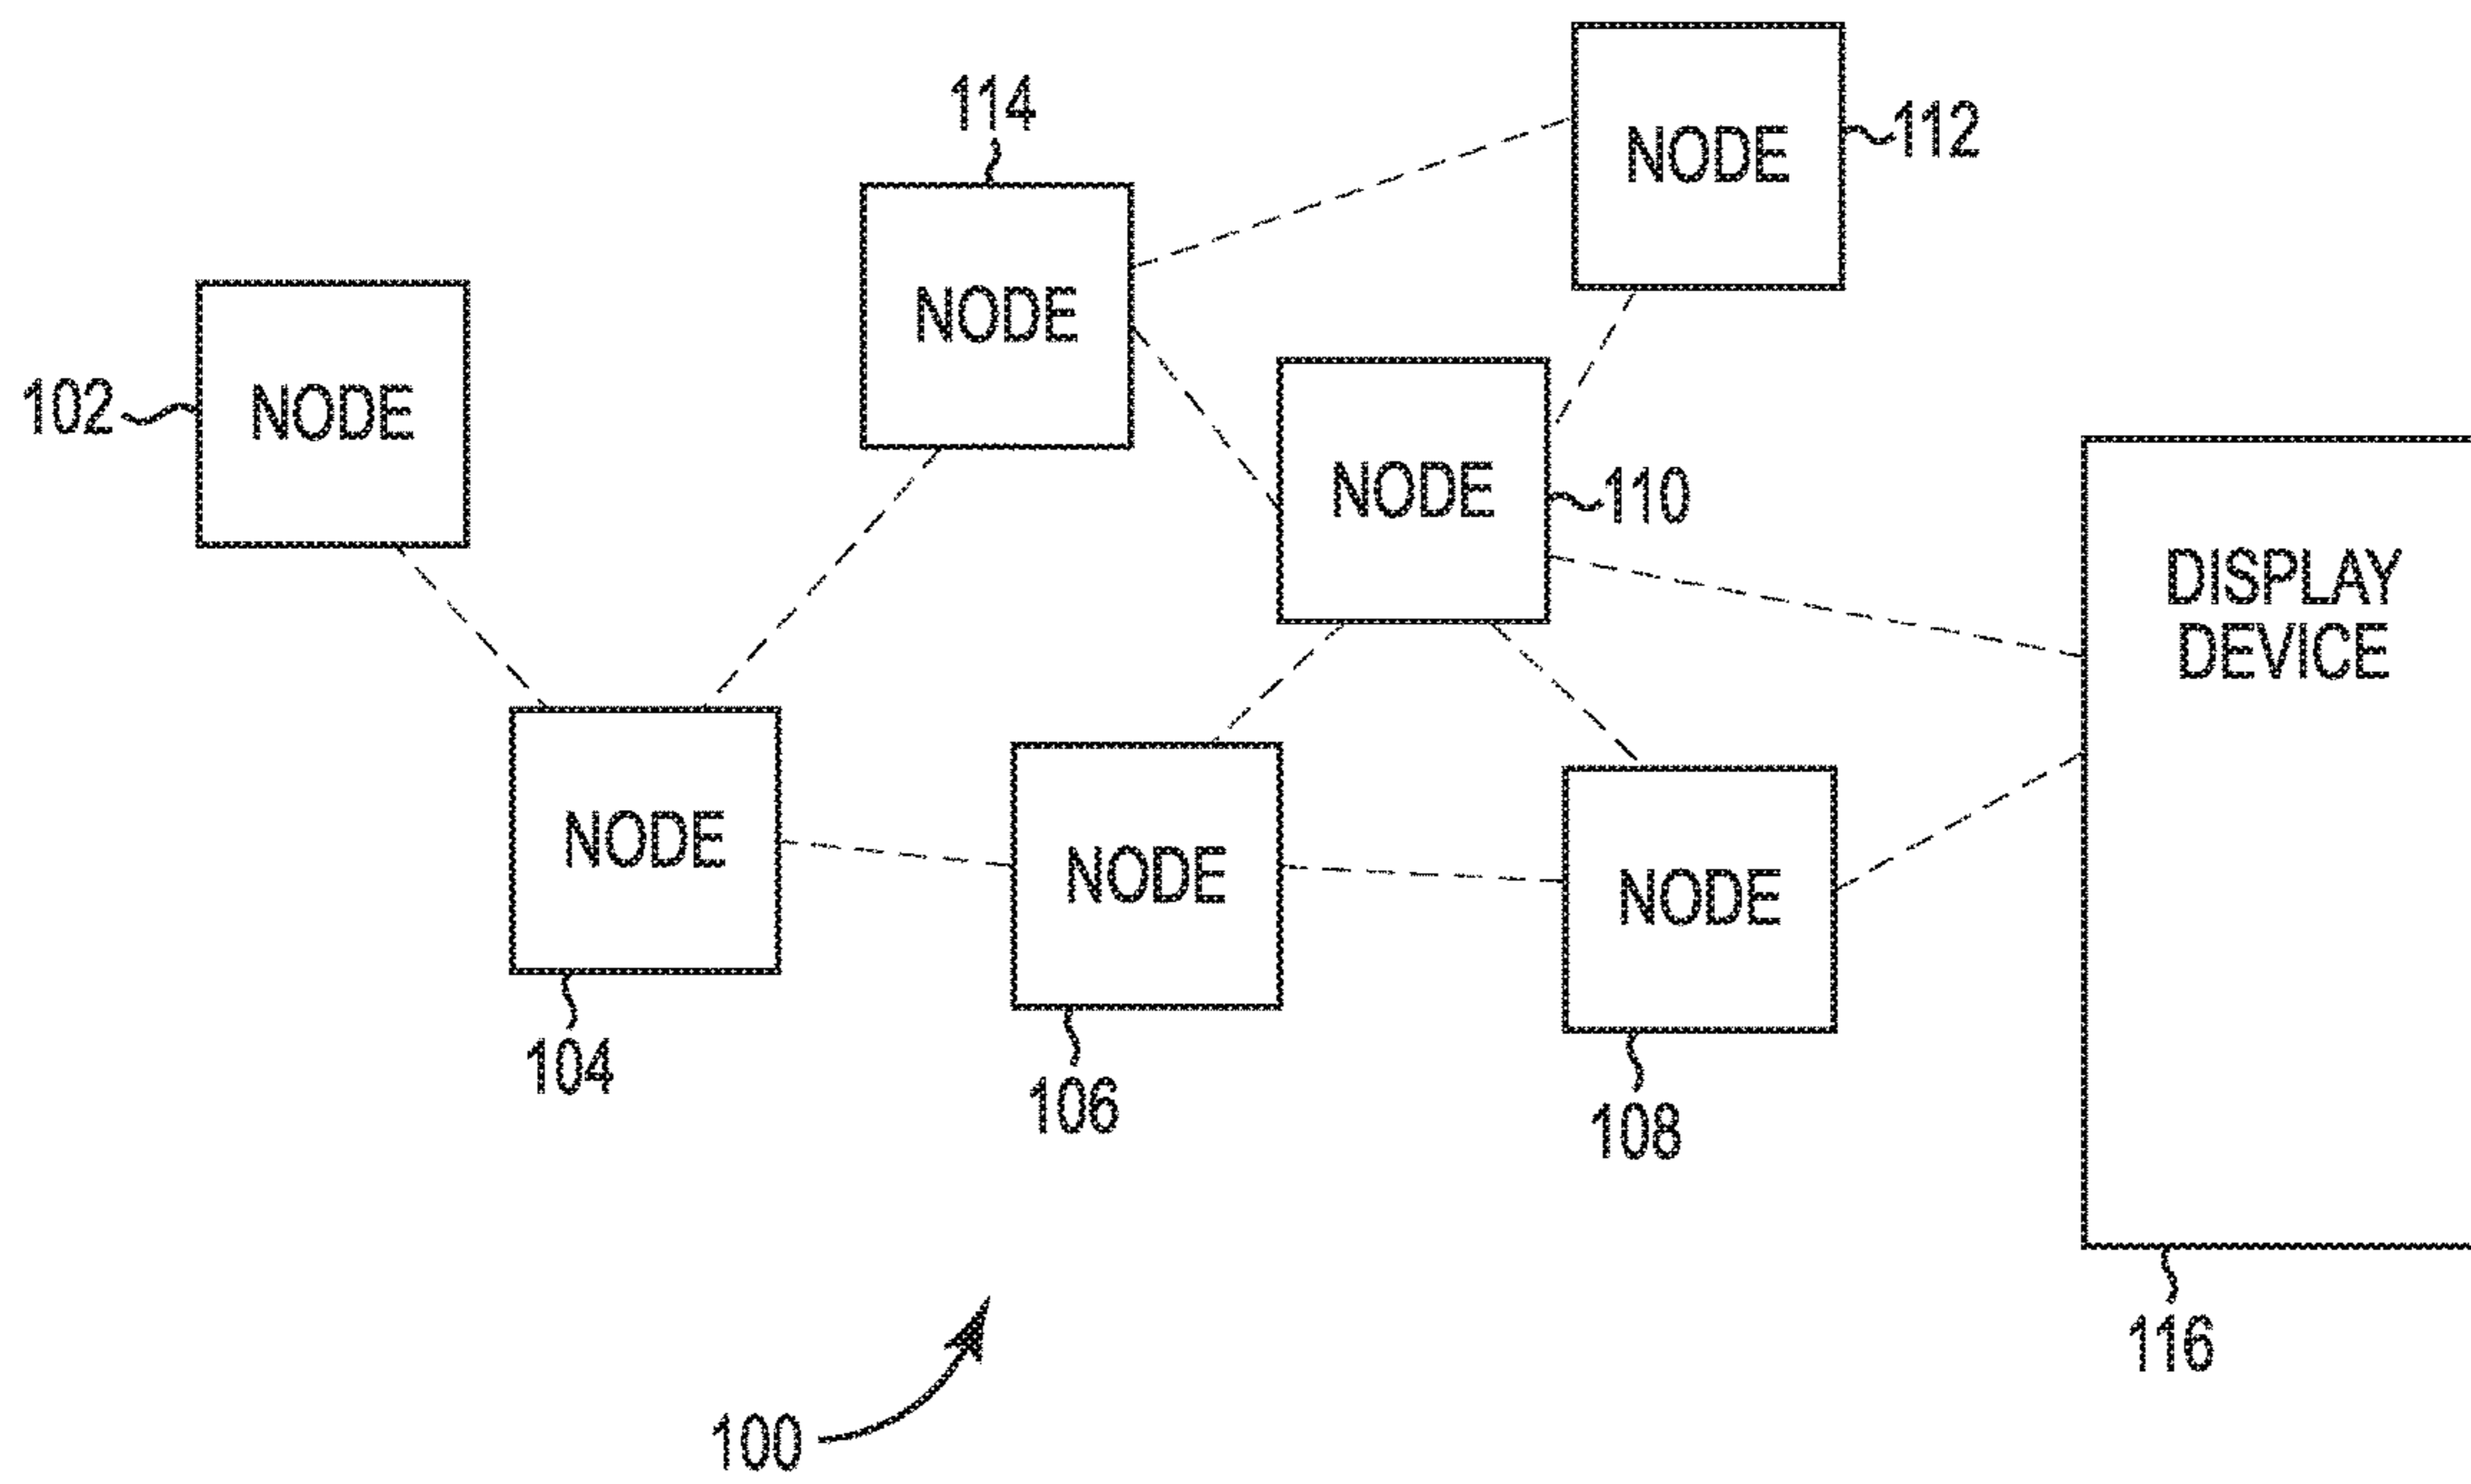 114
NODE
112
NODE
102
NODE
NODE
110
DISPLAY
DEVICE
NODE
NODE
NODE
104
106
108
116
100